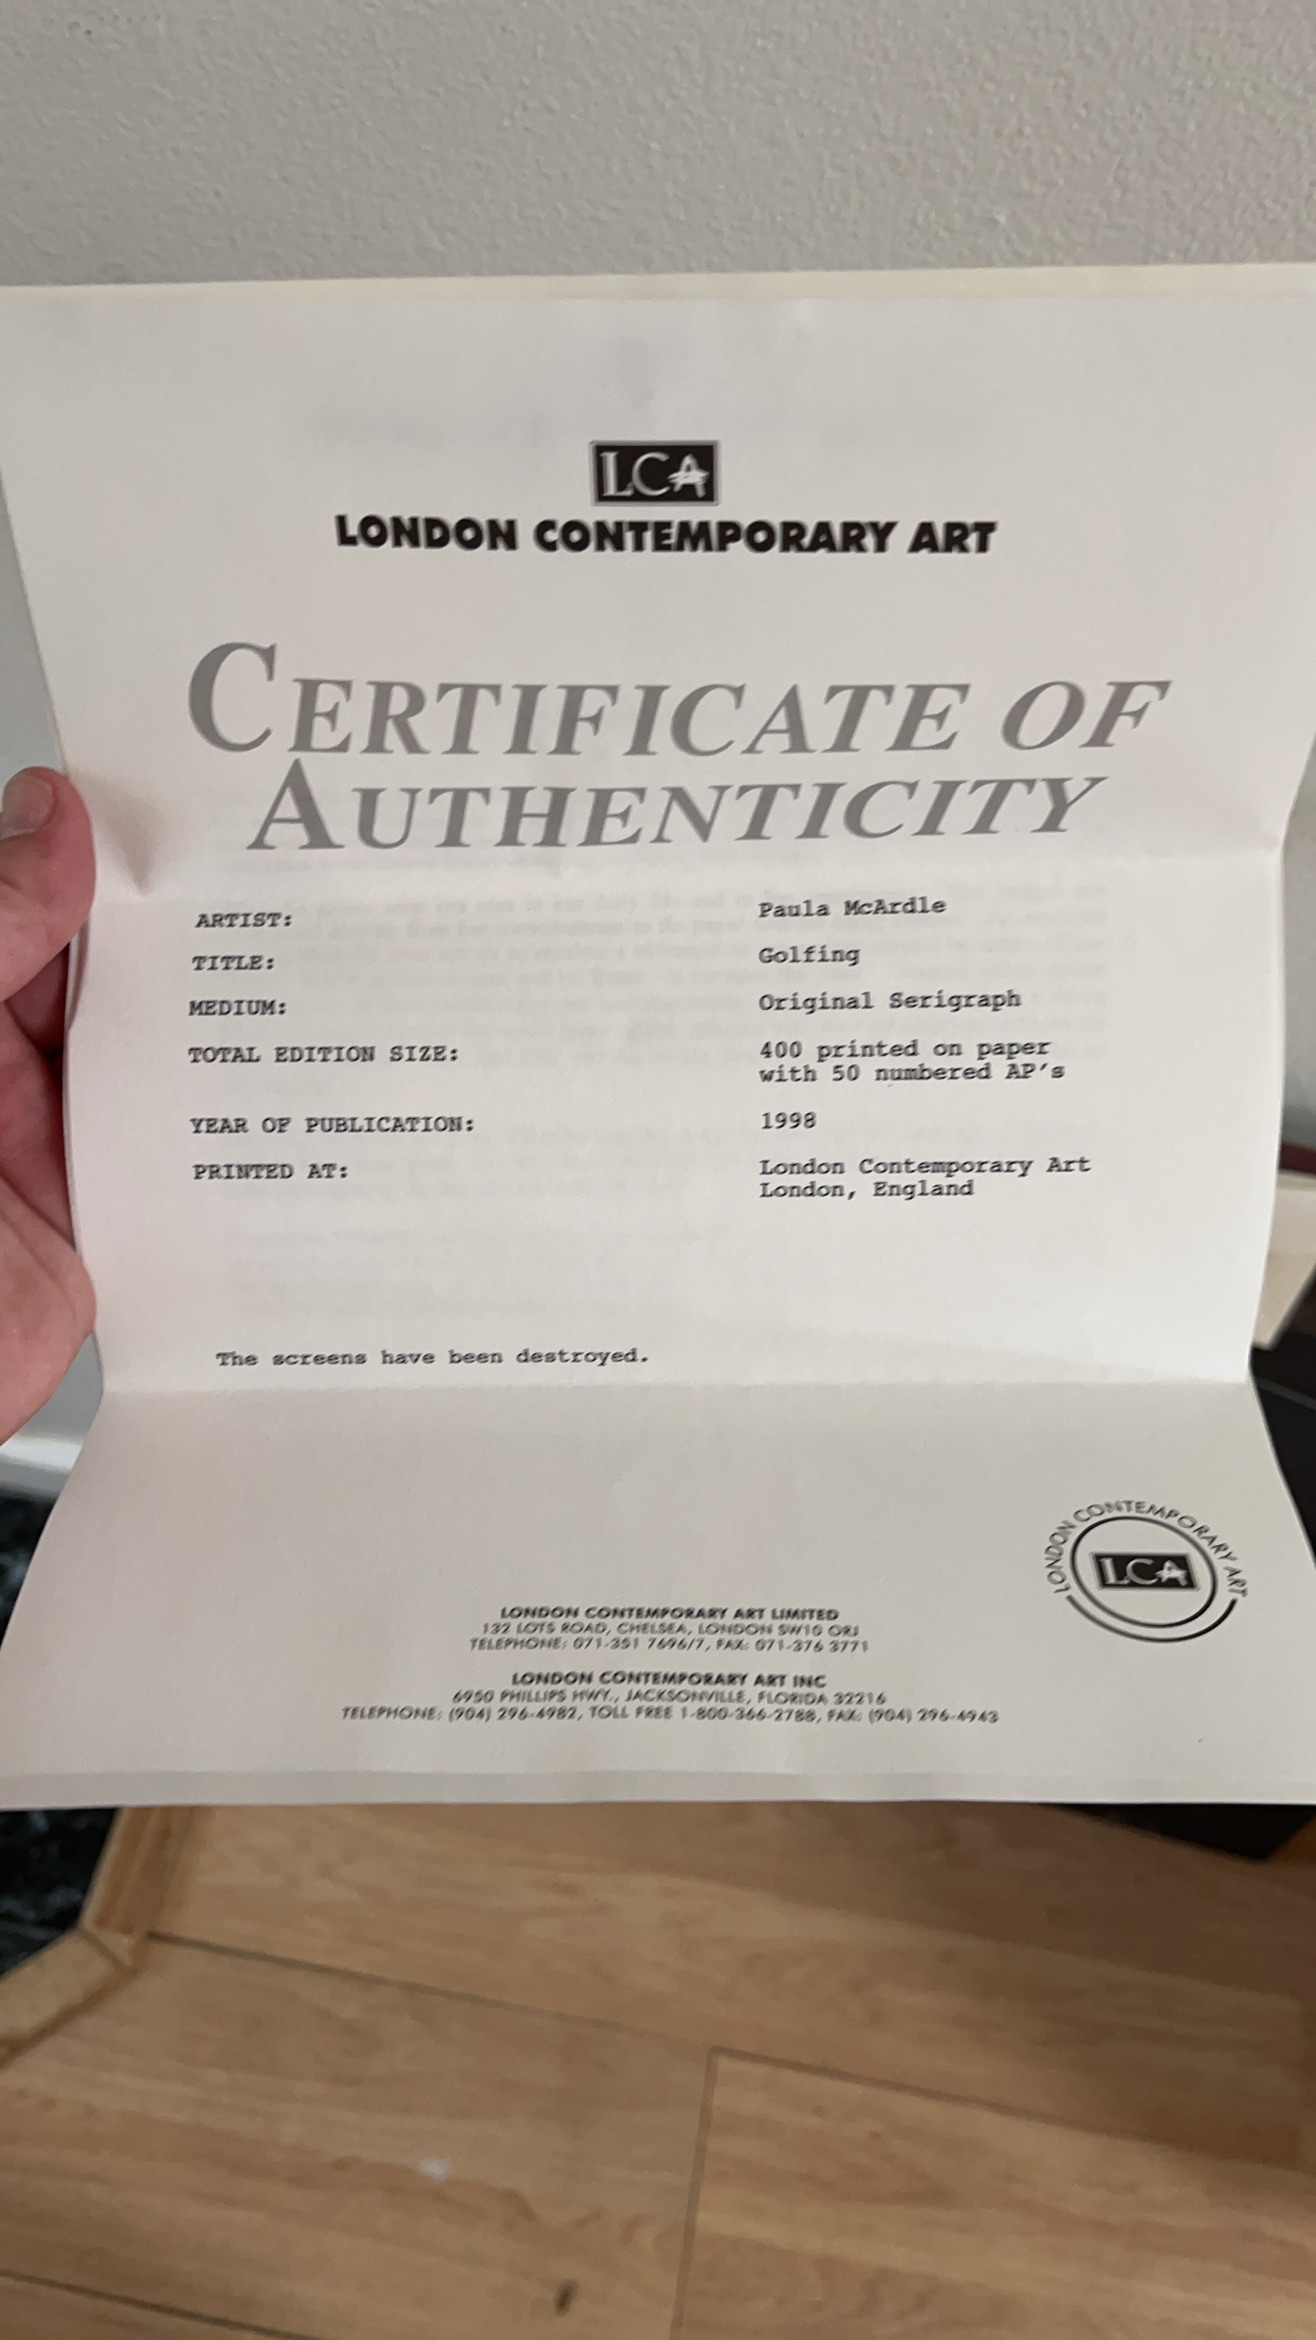 LCA
LONDON CONTEMPORARY ART
CERTIFICATE OF
AUTHENTICITY
ARTIST: Paula McArdle
TITLE: Golfing
MEDIUM: Original Serigraph
TOTAL EDITION SIZE: 400 printed on paper
with 50 numbered AP's
YEAR OF PUBLICATION: 1998
PRINTED AT: London Contemporary Art
London, England
The screens have been destroyed.
LONDON CONTEMPORARY ART
LCA
LONDON CONTEMPORARY ART LIMITED
132 LOTS ROAD, CHELSEA, LONDON SW10 0RJ
TELEPHONE: 071-351 7696/7, FAX: 071-376 3771
LONDON CONTEMPORARY ART INC
6950 PHILLIPS HWY., JACKSONVILLE, FLORIDA 32216
TELEPHONE: (904) 296-4982, TOLL FREE 1-800-366-2788, FAX: (904) 296-4943